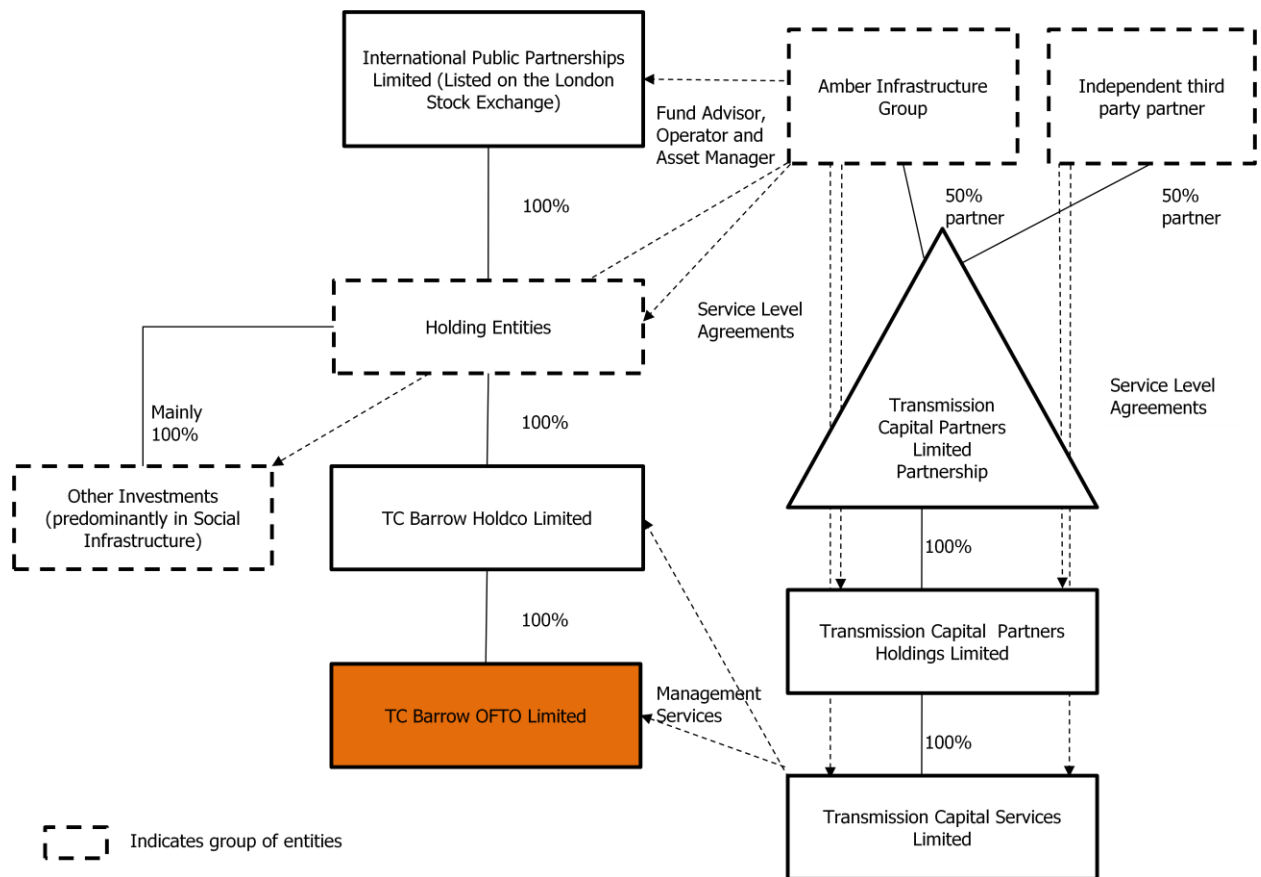 International Public Partnerships
Limited (Listed on the London
Stock Exchange)
Amber Infrastructure
Group
Independent third
party partner
Fund Advisor,
Operator and
Asset Manager
100%
50%
partner
50%
partner
Holding Entities
Service Level
Agreements
Mainly
100%
100%
Transmission
Capital Partners
Limited
Partnership
Service Level
Agreements
Other Investments
(predominantly in Social
Infrastructure)
TC Barrow Holdco Limited
100%
100%
Transmission Capital  Partners
Holdings Limited
TC Barrow OFTO Limited
Management
Services
100%
Transmission Capital Services
Limited
Indicates group of entities